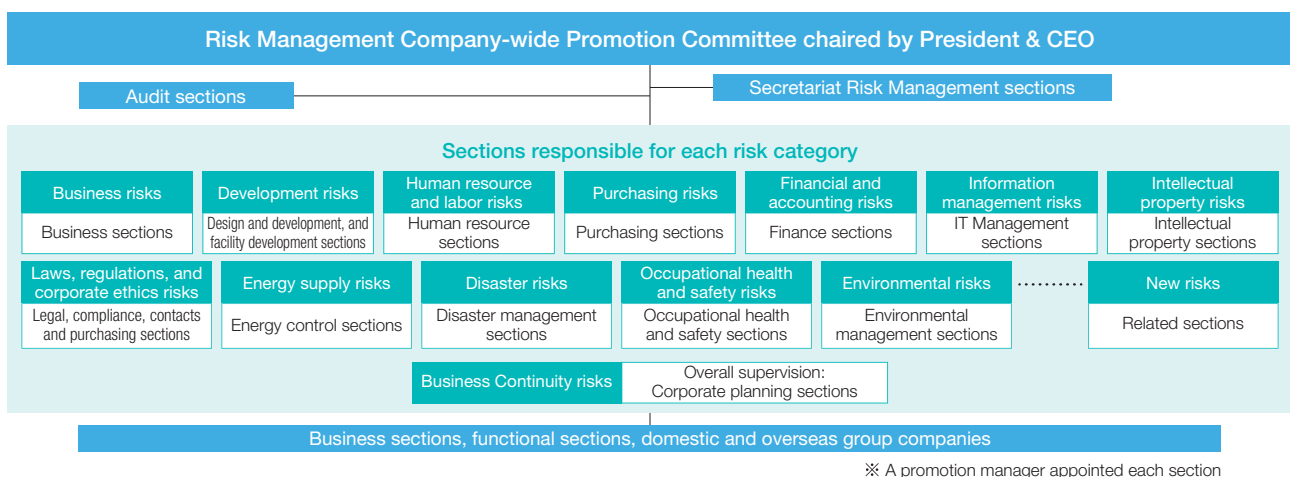 Risk Management Company-wide Promotion Committee chaired by President & CEO
Audit sections
Secretariat Risk Management sections
Sections responsible for each risk category
Business risks
Business sections
Development risks
Design and development, and
facility development sections
Human resource
and labor risks
Human resource
sections
Purchasing risks
Purchasing sections
Financial and
accounting risks
Finance sections
Information
management risks
IT Management
sections
Intellectual
property risks
Intellectual
property sections
Laws, regulations, and
corporate ethics risks
Legal, compliance, contacts
and purchasing sections
Energy supply risks
Energy control sections
Disaster risks
Disaster management
sections
Occupational health
and safety risks
Occupational health
and safety sections
Environmental risks
Environmental
management sections
··········
New risks
Related sections
Business Continuity risks
Overall supervision:
Corporate planning sections
Business sections, functional sections, domestic and overseas group companies
※ A promotion manager appointed each section